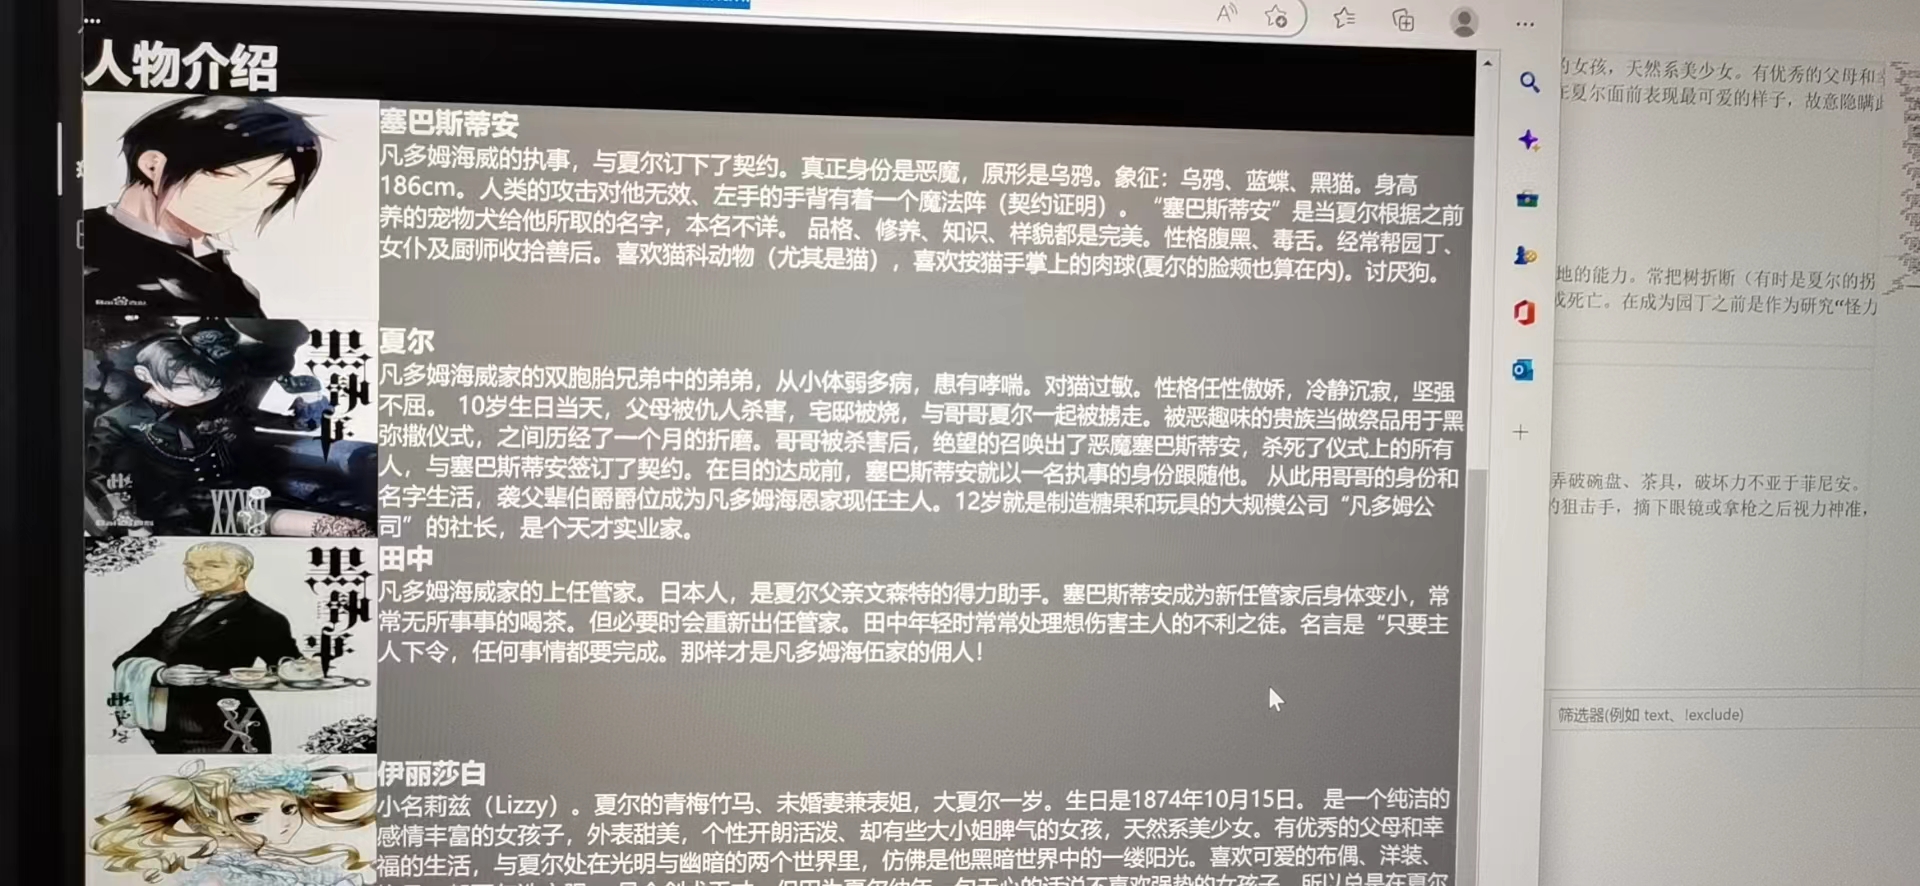 人物介绍
塞巴斯蒂安
凡多姆海威的执事，与夏尔订下了契约。真正身份是恶魔，原形是乌鸦。象征：乌鸦、蓝蝶、黑猫。身高
186cm。人类的攻击对他无效、左手的手背有着一个魔法阵（契约证明）。“塞巴斯蒂安”是当夏尔根据之前
养的宠物犬给他所取的名字，本名不详。 品格、修养、知识、样貌都是完美。性格腹黑、毒舌。经常帮园丁、
女仆及厨师收拾善后。喜欢猫科动物（尤其是猫），喜欢按猫手掌上的肉球(夏尔的脸颊也算在内)。讨厌狗。
黑执事
XXVI
夏尔
凡多姆海威家的双胞胎兄弟中的弟弟，从小体弱多病，患有哮喘。对猫过敏。性格任性傲娇，冷静沉寂，坚强
不屈。 10岁生日当天，父母被仇人杀害，宅邸被烧，与哥哥夏尔一起被掳走。被恶趣味的贵族当做祭品用于黑
弥撒仪式，之间历经了一个月的折磨。哥哥被杀害后，绝望的召唤出了恶魔塞巴斯蒂安，杀死了仪式上的所有
人，与塞巴斯蒂安签订了契约。在目的达成前，塞巴斯蒂安就以一名执事的身份跟随他。 从此用哥哥的身份和
名字生活，袭父辈伯爵爵位成为凡多姆海恩家现任主人。12岁就是制造糖果和玩具的大规模公司“凡多姆公
司”的社长，是个天才实业家。
黑执事
X
田中
凡多姆海威家的上任管家。日本人，是夏尔父亲文森特的得力助手。塞巴斯蒂安成为新任管家后身体变小，常
常无所事事的喝茶。但必要时会重新出任管家。田中年轻时常常处理想伤害主人的不利之徒。名言是“只要主
人下令，任何事情都要完成。那样才是凡多姆海伍家的佣人！
伊丽莎白
小名莉兹（Lizzy）。夏尔的青梅竹马、未婚妻兼表姐，大夏尔一岁。生日是1874年10月15日。 是一个纯洁的
感情丰富的女孩子，外表甜美，个性开朗活泼、却有些大小姐脾气的女孩，天然系美少女。有优秀的父母和幸
福的生活，与夏尔处在光明与幽暗的两个世界里，仿佛是他黑暗世界中的一缕阳光。喜欢可爱的布偶、洋装、
的女孩，天然系美少女。有优秀的父母和
在夏尔面前表现最可爱的样子，故意隐瞒
地的能力。常把树折断（有时是夏尔的拐
或死亡。在成为园丁之前是作为研究“怪力
弄破碗盘、茶具，破坏力不亚于菲尼安。
的狙击手，摘下眼镜或拿枪之后视力神准，
筛选器(例如 text、!exclude)